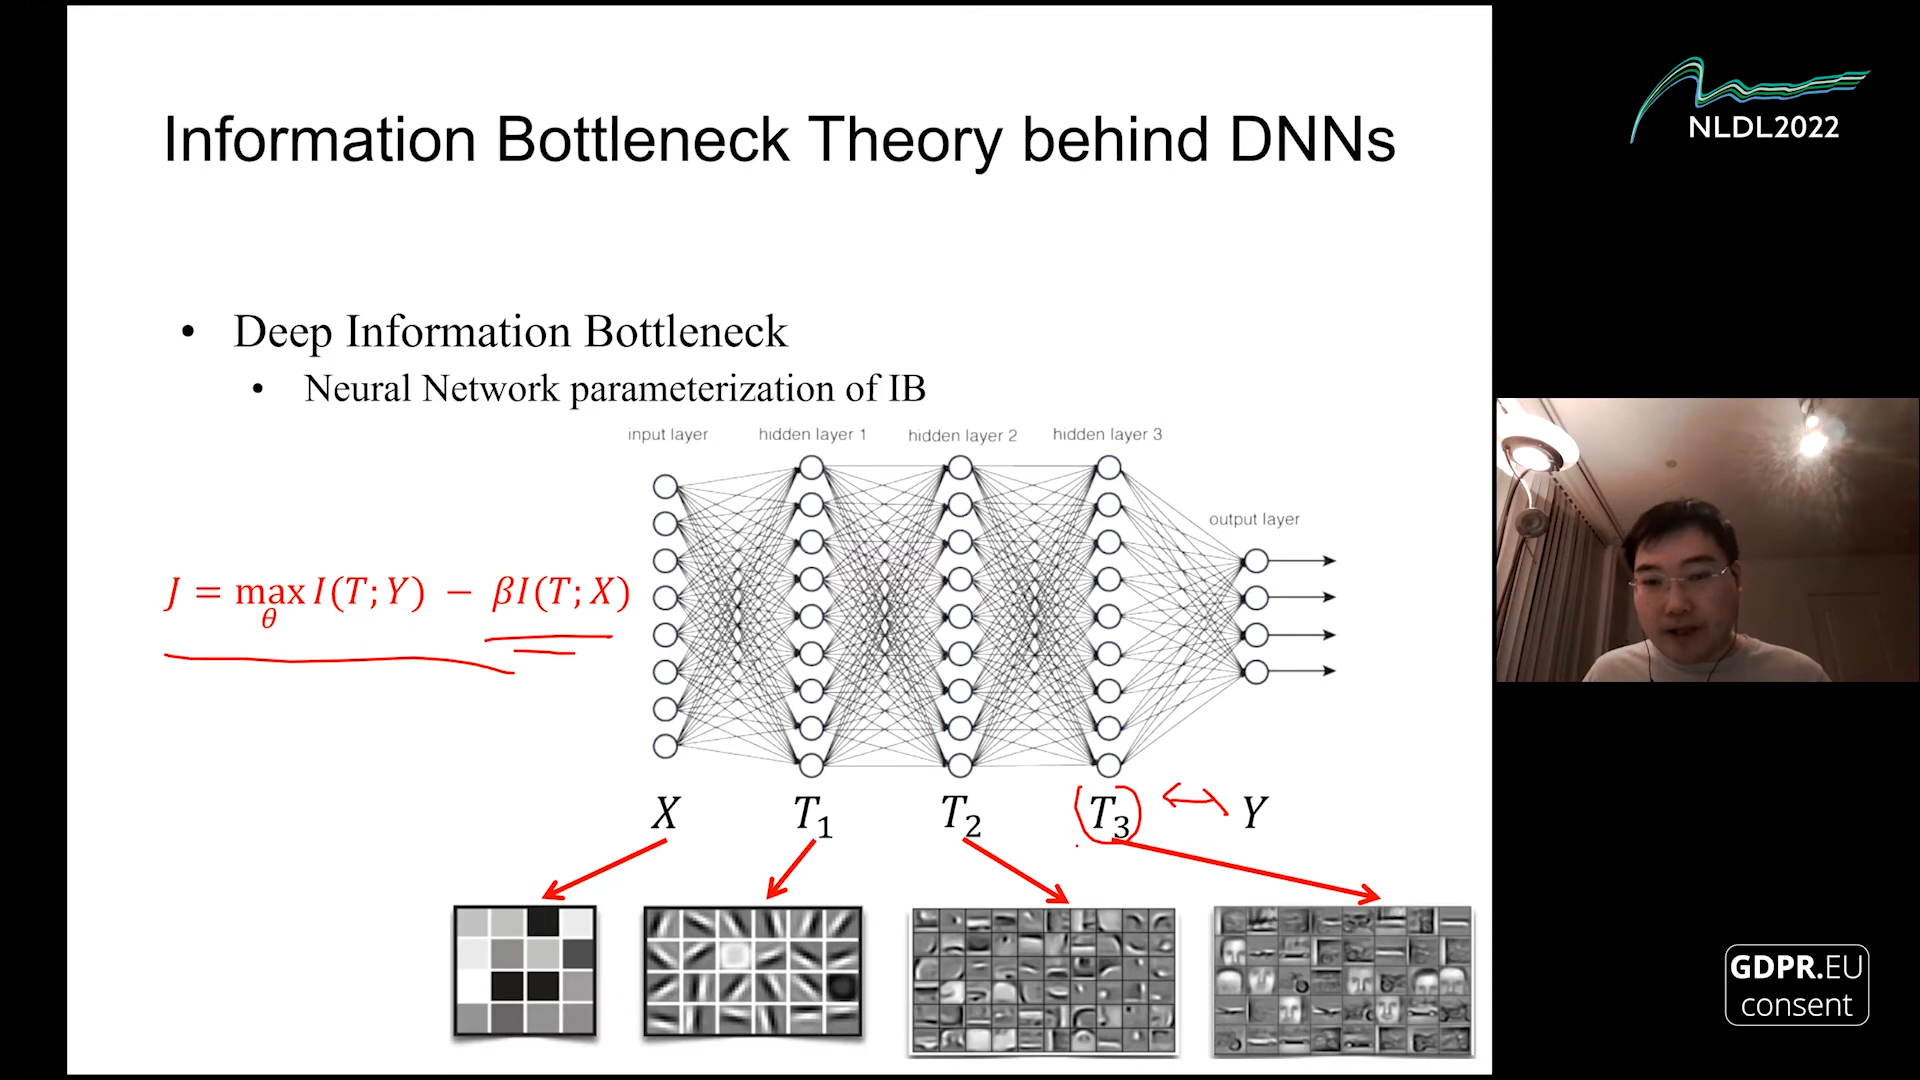 Information Bottleneck Theory behind DNNs
NLDL2022
• Deep Information Bottleneck
• Neural Network parameterization of IB
input layer hidden layer 1 hidden layer 2 hidden layer 3
output layer
J = max I(T;Y) − βI(T;X)
θ
X T₁ T₂ T₃ Y
GDPR.EU
consent